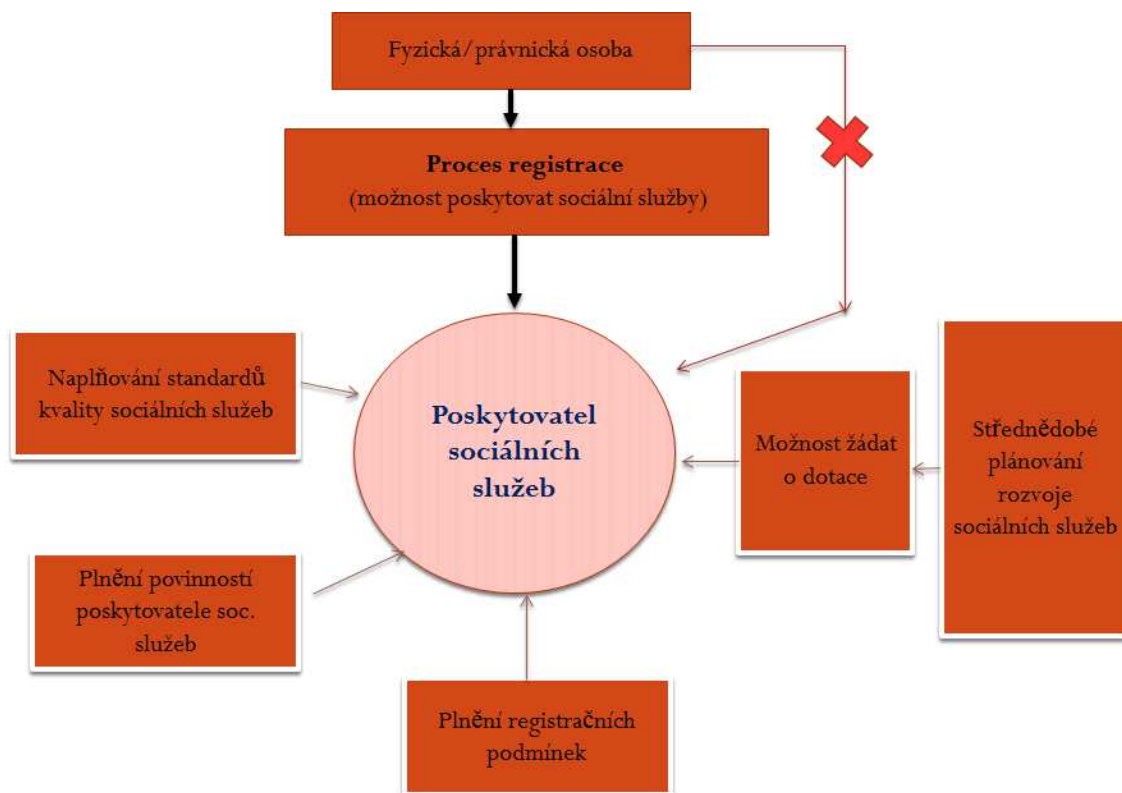 Fyzická/právnická osoba
Proces registrace
(možnost poskytovat sociální služby)
Naplňování standardů
kvality sociálních služeb
Poskytovatel
sociálních
služeb
Možnost žádat
o dotace
Střednědobé
plánování
rozvoje
sociálních služeb
Plnění povinností
poskytovatele soc.
služeb
Plnění registračních
podmínek